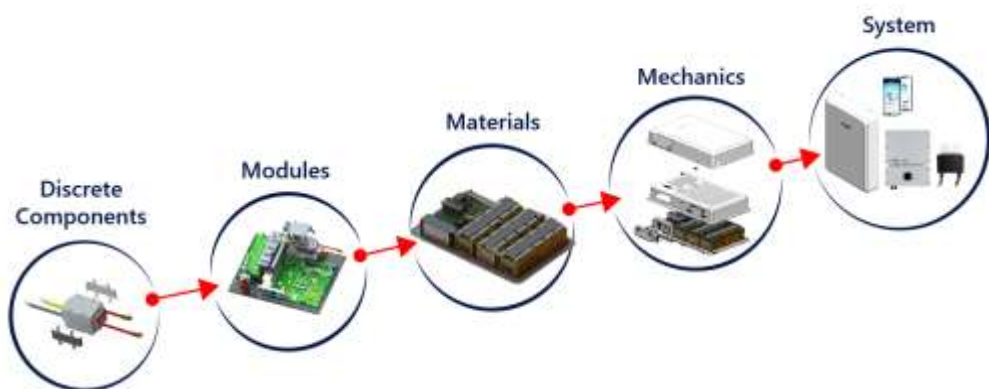 Discrete
Components
Modules
Materials
Mechanics
System